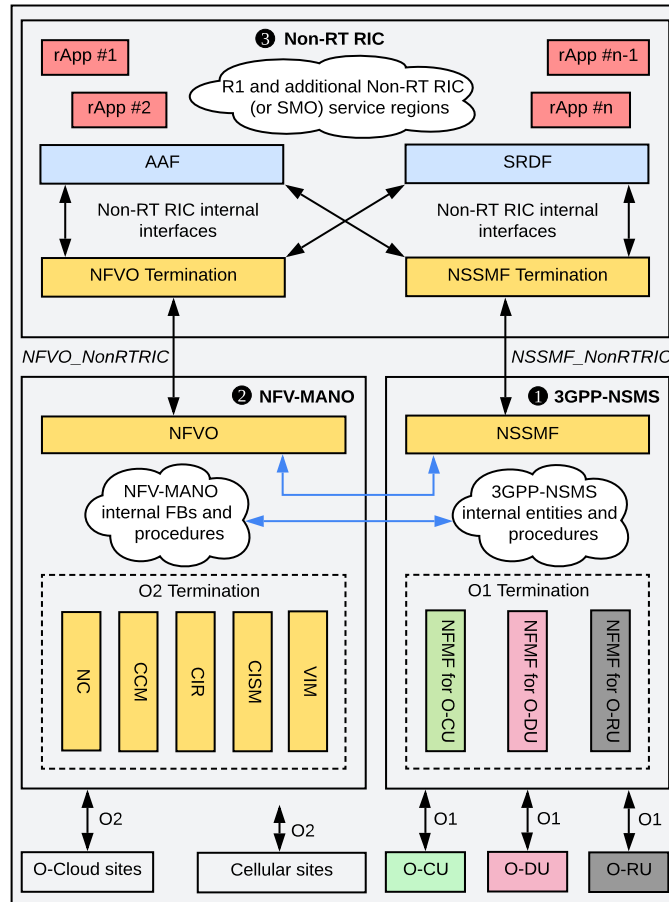 ❸ Non-RT RIC
rApp #1
rApp #n-1
R1 and additional Non-RT RIC
(or SMO) service regions
rApp #2
rApp #n
AAF
SRDF
Non-RT RIC internal
interfaces
Non-RT RIC internal
interfaces
NFVO Termination
NSSMF Termination
NFVO_NonRTRIC
NSSMF_NonRTRIC
❷ NFV-MANO
❶ 3GPP-NSMS
NFVO
NSSMF
NFV-MANO
internal FBs and
procedures
3GPP-NSMS
internal entities and
procedures
O2 Termination
NC
CCM
CIR
CISM
VIM
O1 Termination
NFMF for O-CU
NFMF for O-DU
NFMF for O-RU
O2
O2
O1
O1
O1
O-Cloud sites
Cellular sites
O-CU
O-DU
O-RU